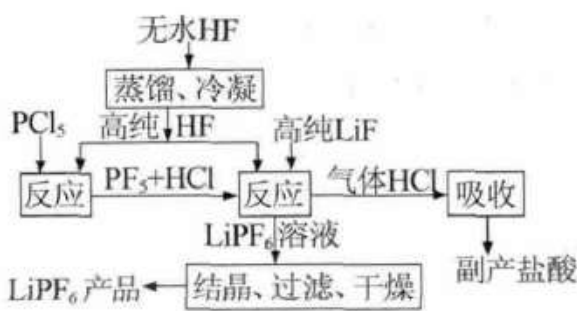 无水HF
蒸馏、冷凝
PCl₅
高纯 HF
高纯LiF
反应
PF₅+HCl
反应
气体HCl
吸收
LiPF₆溶液
副产盐酸
LiPF₆产品
结晶、过滤、干燥